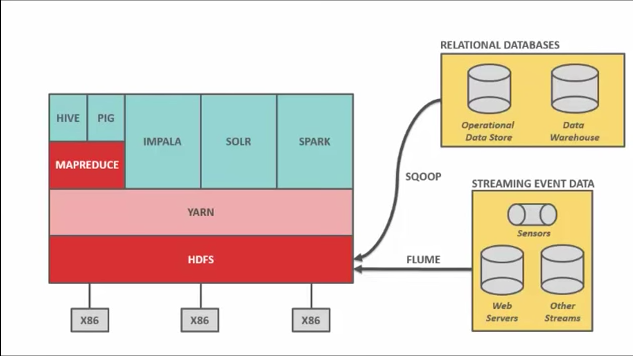 RELATIONAL DATABASES
Operational
Data Store
Data
Warehouse
HIVE
PIG
IMPALA
SOLR
SPARK
MAPREDUCE
YARN
HDFS
X86
X86
X86
SQOOP
FLUME
STREAMING EVENT DATA
Sensors
Web
Servers
Other
Streams